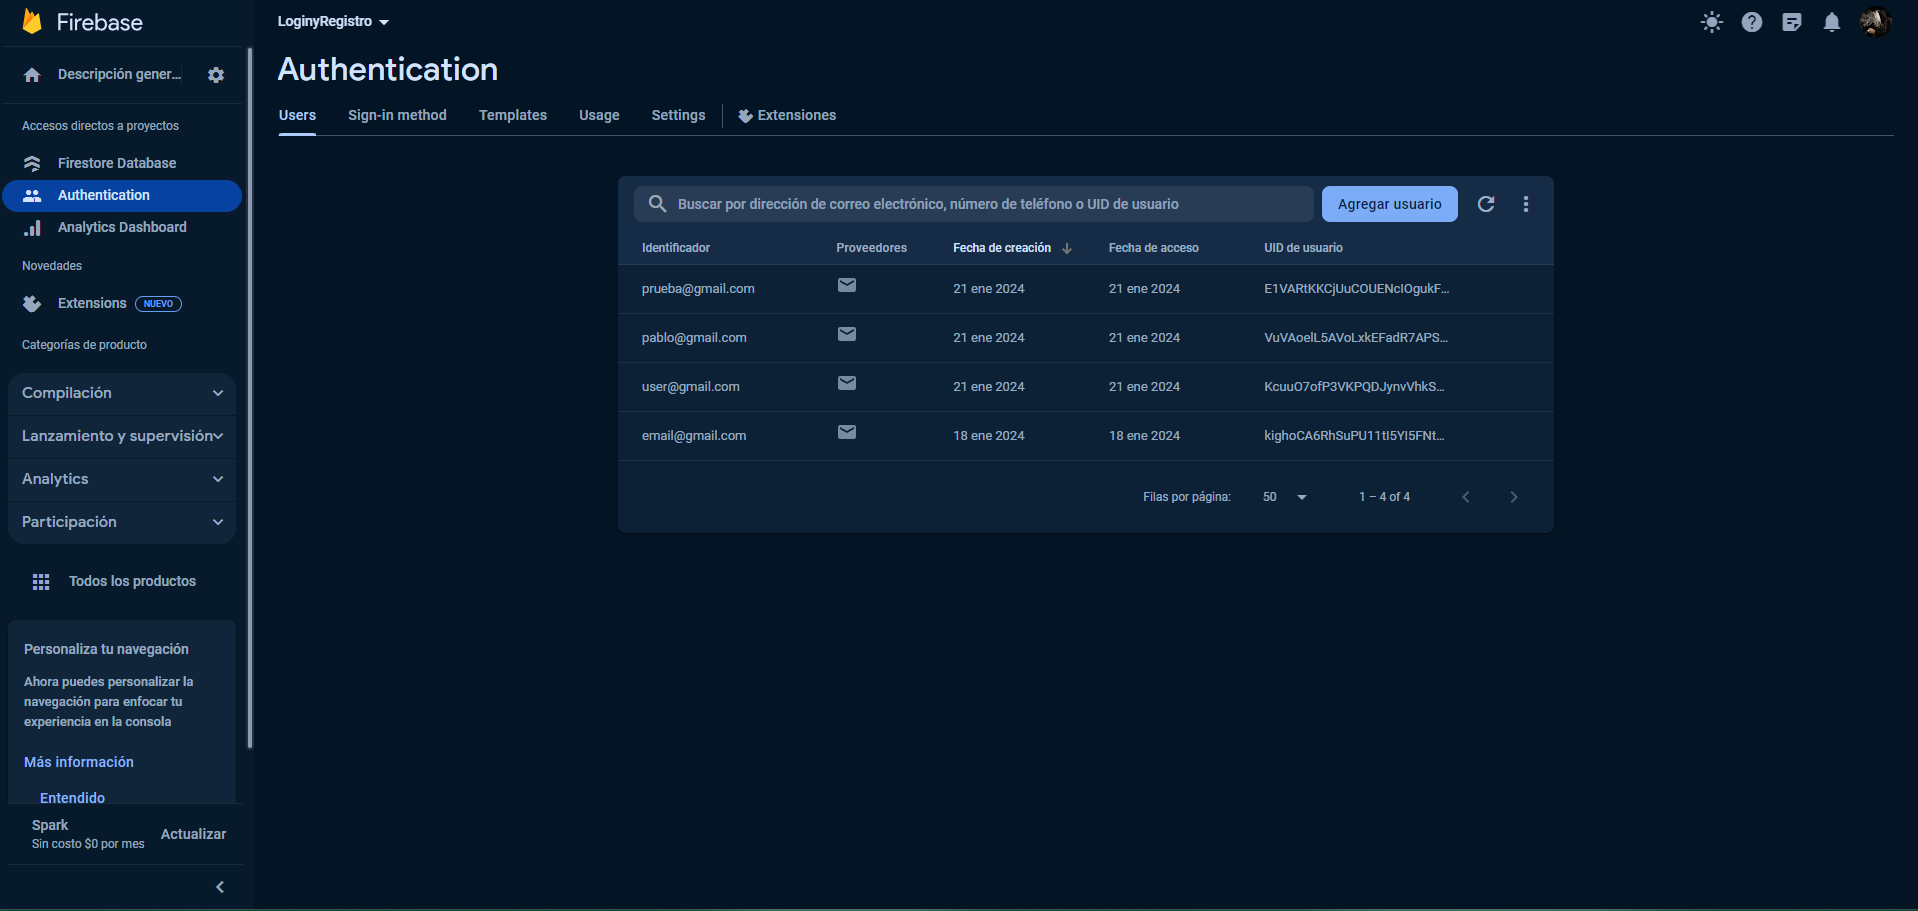 Firebase
LoginyRegistro
Descripción gener...
Authentication
Users Sign-in method Templates Usage Settings Extensiones
Accesos directos a proyectos
Firestore Database
Authentication
Analytics Dashboard
Novedades
Extensions NUEVO
Categorías de producto
Compilación
Lanzamiento y supervisión
Analytics
Participación
Todos los productos
Personaliza tu navegación
Ahora puedes personalizar la
navegación para enfocar tu
experiencia en la consola
Más información
Entendido
Spark
Sin costo $0 por mes
Actualizar
Buscar por dirección de correo electrónico, número de teléfono o UID de usuario
Agregar usuario
Identificador Proveedores Fecha de creación Fecha de acceso UID de usuario
prueba@gmail.com 21 ene 2024 21 ene 2024 E1VARtKKCjUuCOUENcIOgukF...
pablo@gmail.com 21 ene 2024 21 ene 2024 VuVAoelL5AVoLxkEFadR7APS...
user@gmail.com 21 ene 2024 21 ene 2024 KcuuO7ofP3VKPQDJynvVhkS...
email@gmail.com 18 ene 2024 18 ene 2024 kighoCA6RhSuPU11tI5YI5FNt...
Filas por página: 50 1 – 4 of 4